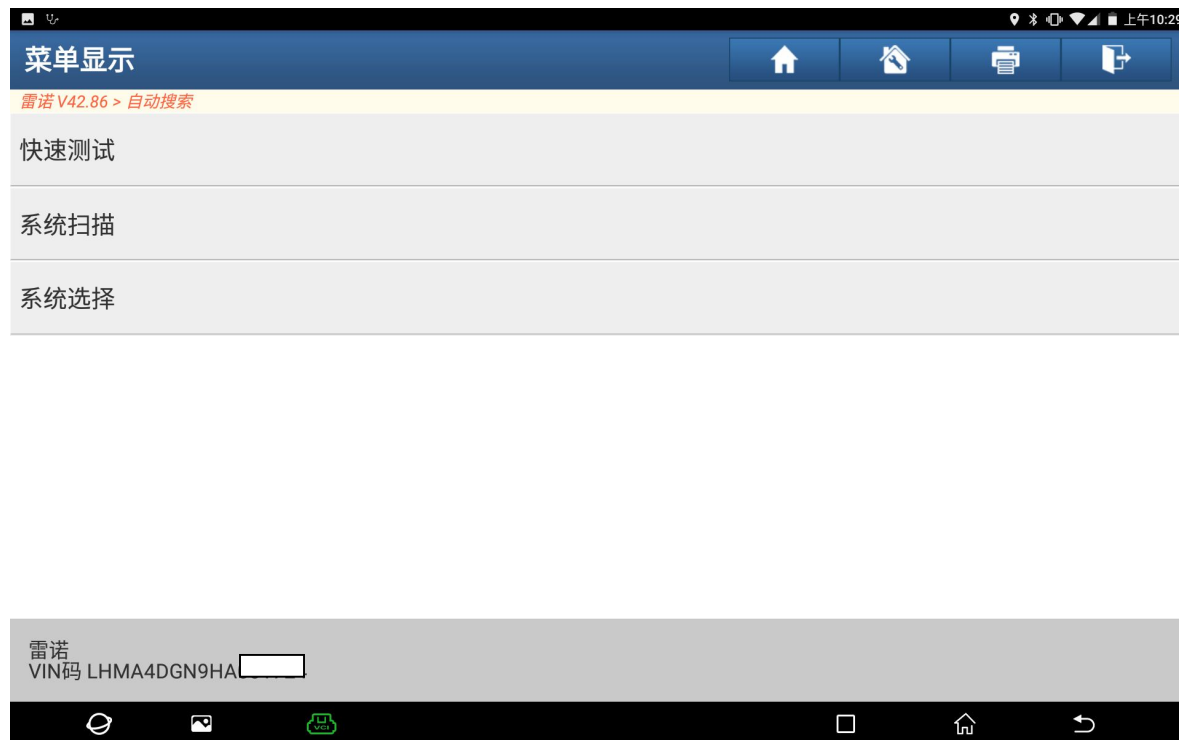 上午10:29
菜单显示
雷诺 V42.86 > 自动搜索
快速测试
系统扫描
系统选择
雷诺
VIN码 LHMA4DGN9HA
VCI